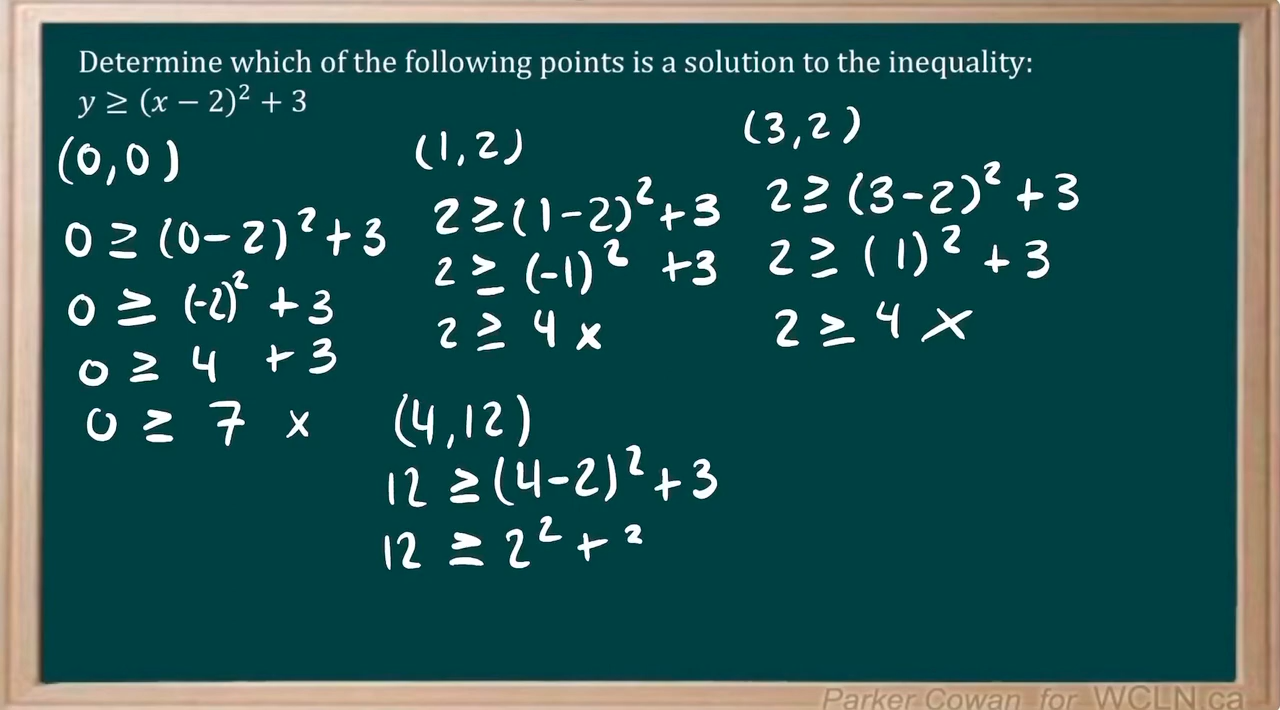 Determine which of the following points is a solution to the inequality:
y ≥ (x − 2)² + 3
(0,0)
0 ≥ (0-2)² + 3
0 ≥ (-2)² + 3
0 ≥ 4 + 3
0 ≥ 7 x
(1,2)
2 ≥ (1-2)² + 3
2 ≥ (-1)² + 3
2 ≥ 4 x
(3,2)
2 ≥ (3-2)² + 3
2 ≥ (1)² + 3
2 ≥ 4 x
(4,12)
12 ≥ (4-2)² + 3
12 ≥ 2² +
Parker Cowan for WCLN.ca